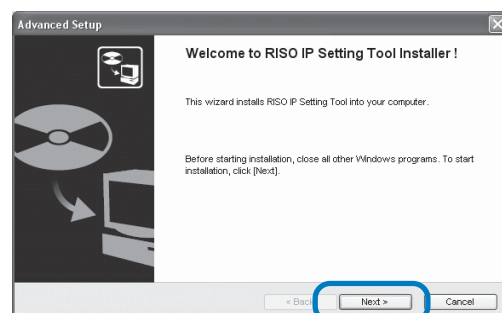 Advanced Setup
Welcome to RISO IP Setting Tool Installer !
This wizard installs RISO IP Setting Tool into your computer.
Before starting installation, close all other Windows programs. To start
installation, click [Next].
< Back
Next >
Cancel